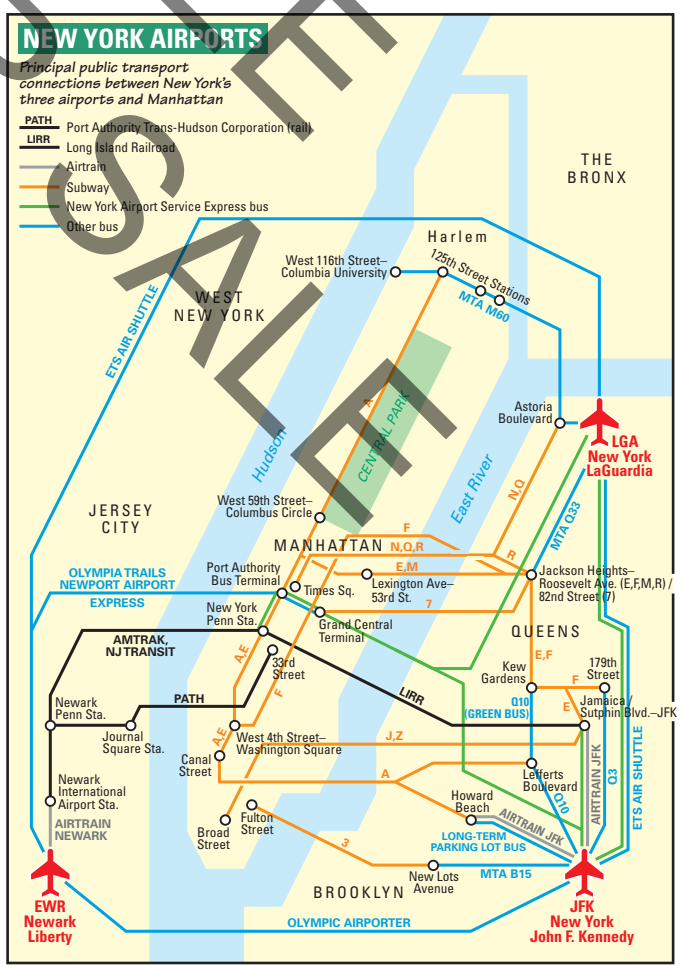 NEW YORK AIRPORTS
Principal public transport
connections between New York's
three airports and Manhattan
PATH
Port Authority Trans-Hudson Corporation (rail)
LIRR
Long Island Railroad
Airtrain
Subway
New York Airport Service Express bus
Other bus
SALE
THE
BRONX
Harlem
West 116th Street–
Columbia University
125th Street Stations
MTA M60
WEST
NEW YORK
ETS AIR SHUTTLE
A
CENTRAL PARK
Hudson
East River
Astoria
Boulevard
LGA
New York
LaGuardia
N,Q
MTA Q33
JERSEY
CITY
West 59th Street–
Columbus Circle
MANHATTAN
F
N,Q,R
R
E,M
Lexington Ave–
53rd St.
Jackson Heights–
Roosevelt Ave. (E,F,M,R) /
82nd Street (7)
OLYMPIA TRAILS
NEWPORT AIRPORT
EXPRESS
Port Authority
Bus Terminal
Times Sq.
7
New York
Penn Sta.
Grand Central
Terminal
QUEENS
AMTRAK,
NJ TRANSIT
A,E
33rd
Street
F
E,F
Kew
Gardens
179th
Street
F
E
PATH
LIRR
Q10
(GREEN BUS)
Jamaica /
Sutphin Blvd.–JFK
Newark
Penn Sta.
Journal
Square Sta.
A,E
West 4th Street–
Washington Square
J,Z
Canal
Street
A
Lefferts
Boulevard
Q10
AIRTRAIN JFK
Q3
ETS AIR SHUTTLE
Newark
International
Airport Sta.
AIRTRAIN
NEWARK
Broad
Street
Fulton
Street
Howard
Beach
AIRTRAIN JFK
LONG-TERM
PARKING LOT BUS
3
New Lots
Avenue
MTA B15
BROOKLYN
EWR
Newark
Liberty
OLYMPIC AIRPORTER
JFK
New York
John F. Kennedy